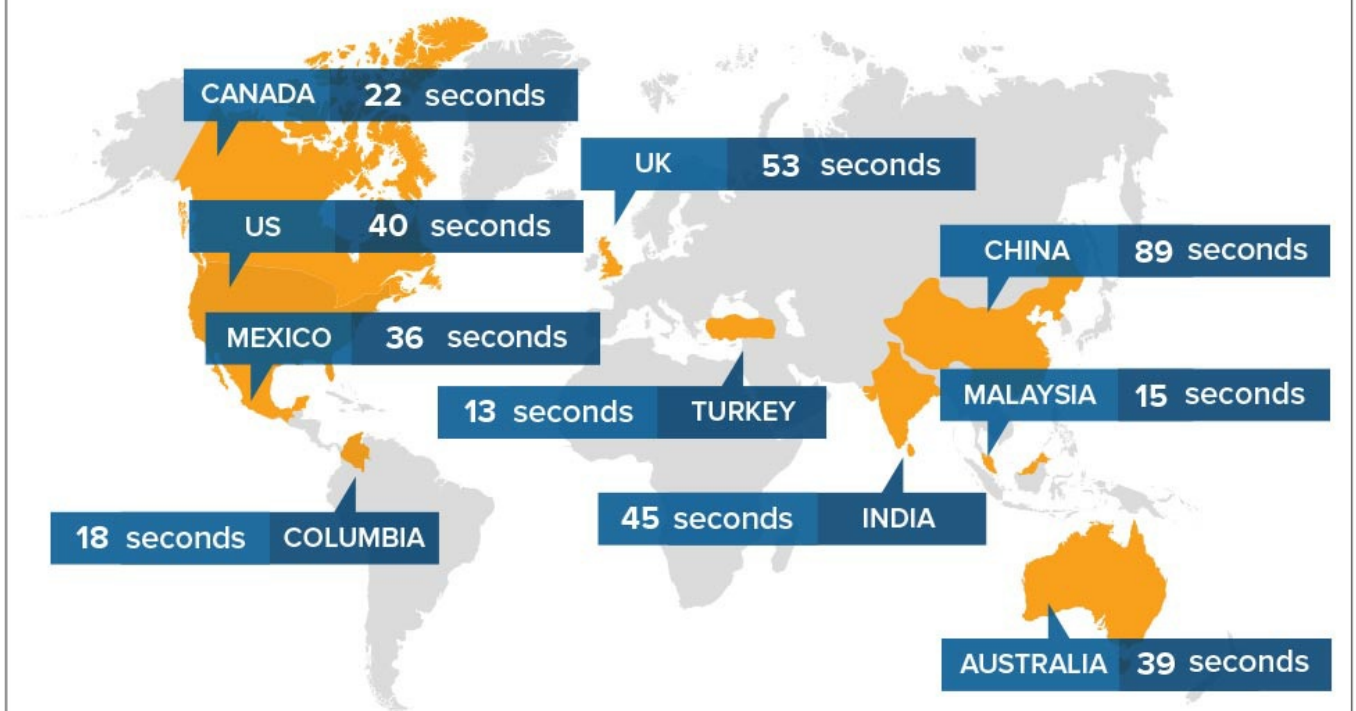 CANADA 22 seconds
UK 53 seconds
US 40 seconds
CHINA 89 seconds
MEXICO 36 seconds
MALAYSIA 15 seconds
13 seconds TURKEY
45 seconds INDIA
18 seconds COLUMBIA
AUSTRALIA 39 seconds